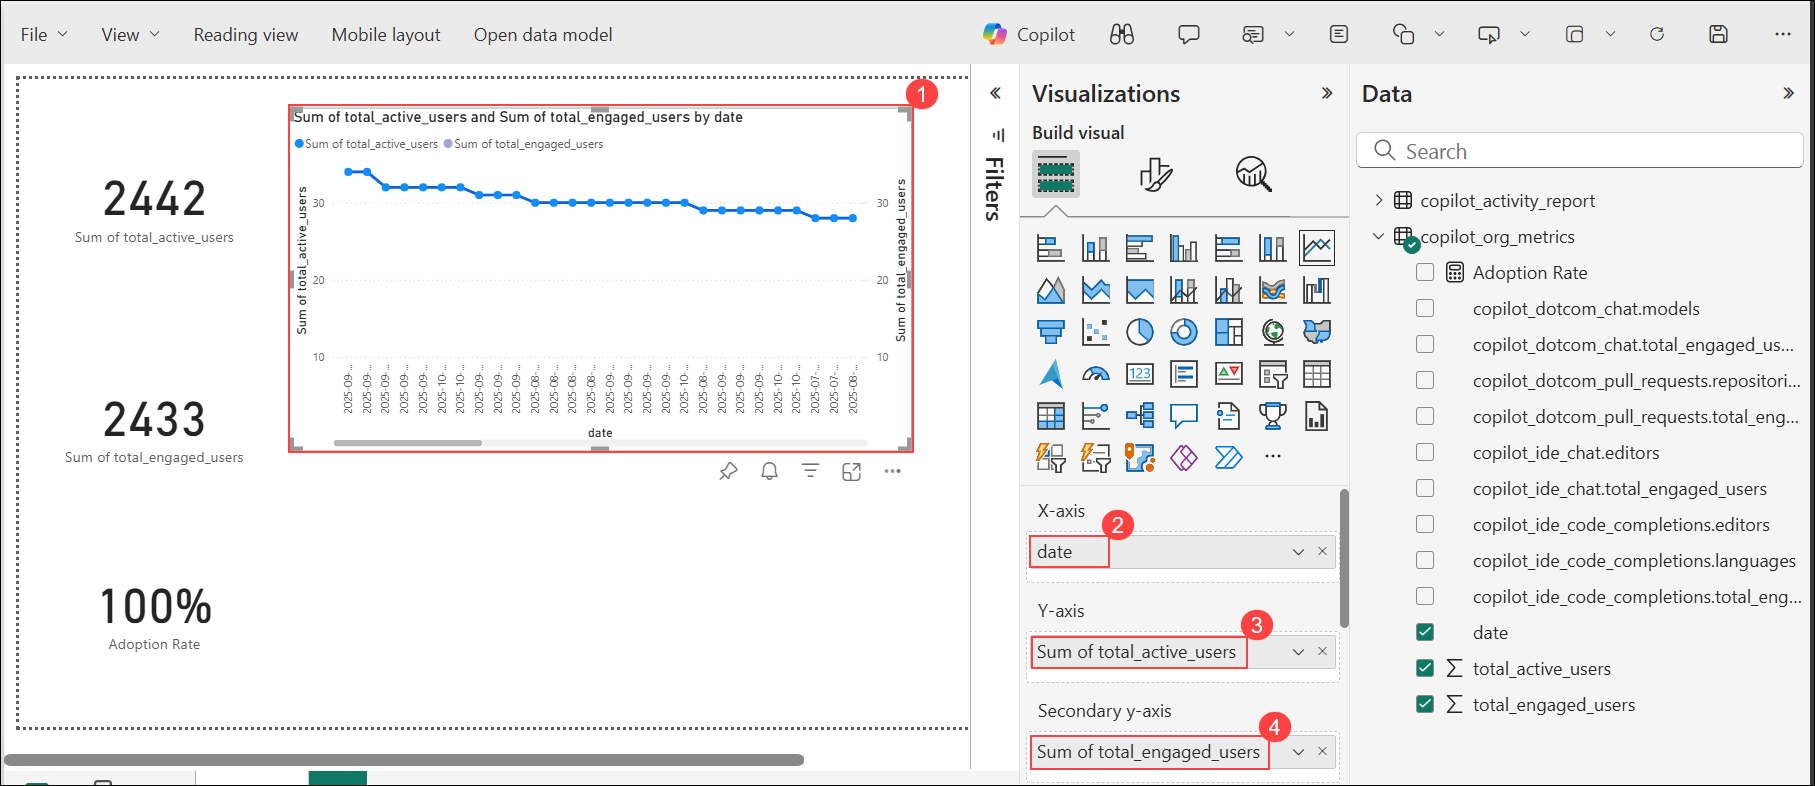 File View Reading view Mobile layout Open data model Copilot
1
Sum of total_active_users and Sum of total_engaged_users by date
Sum of total_active_users Sum of total_engaged_users
Sum of total_active_users
30
20
10
30
20
10
Sum of total_engaged_users
2025-09-...
2025-09-...
2025-09-...
2025-09-...
2025-09-...
2025-10-...
2025-10-...
2025-09-...
2025-09-...
2025-09-...
2025-08-...
2025-08-...
2025-08-...
2025-09-...
2025-09-...
2025-09-...
2025-09-...
2025-09-...
2025-10-...
2025-08-...
2025-08-...
2025-09-...
2025-09-...
2025-10-...
2025-10-...
2025-07-...
2025-07-...
2025-08-...
date
2442
Sum of total_active_users
2433
Sum of total_engaged_users
100%
Adoption Rate
Filters
Visualizations
Build visual
123
X-axis
2
date
Y-axis
3
Sum of total_active_users
Secondary y-axis
4
Sum of total_engaged_users
Data
Search
copilot_activity_report
copilot_org_metrics
Adoption Rate
copilot_dotcom_chat.models
copilot_dotcom_chat.total_engaged_us...
copilot_dotcom_pull_requests.repositori...
copilot_dotcom_pull_requests.total_eng...
copilot_ide_chat.editors
copilot_ide_chat.total_engaged_users
copilot_ide_code_completions.editors
copilot_ide_code_completions.languages
copilot_ide_code_completions.total_eng...
date
total_active_users
total_engaged_users